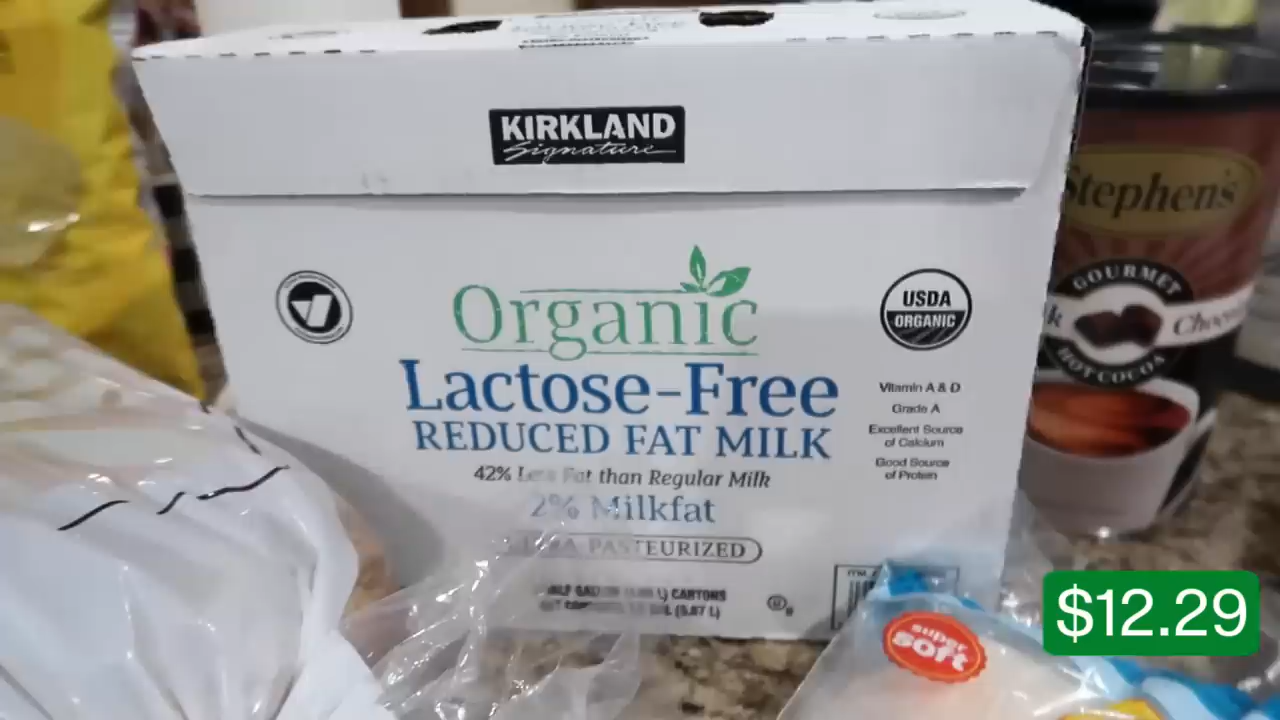 KIRKLAND
Signature
Organic
Lactose-Free
REDUCED FAT MILK
42% Less Fat than Regular Milk
2% Milkfat
PASTEURIZED
CARTONS
USDA
ORGANIC
Vitamin A & D
Grade A
Excellent Source
of Calcium
Good Source
of Protein
Stephen's
GOURMET
HOT COCOA
super
soft
$12.29